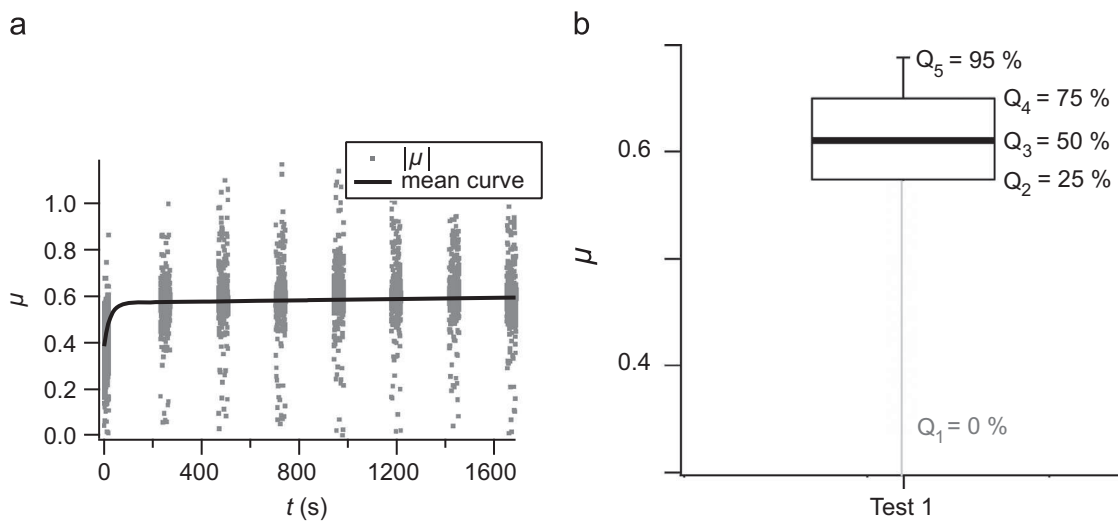 a
|μ|
mean curve
1.0
0.8
0.6
0.4
0.2
0.0
μ
0
400
800
1200
1600
t (s)
b
Q5 = 95 %
Q4 = 75 %
Q3 = 50 %
Q2 = 25 %
Q1 = 0 %
0.6
0.4
μ
Test 1